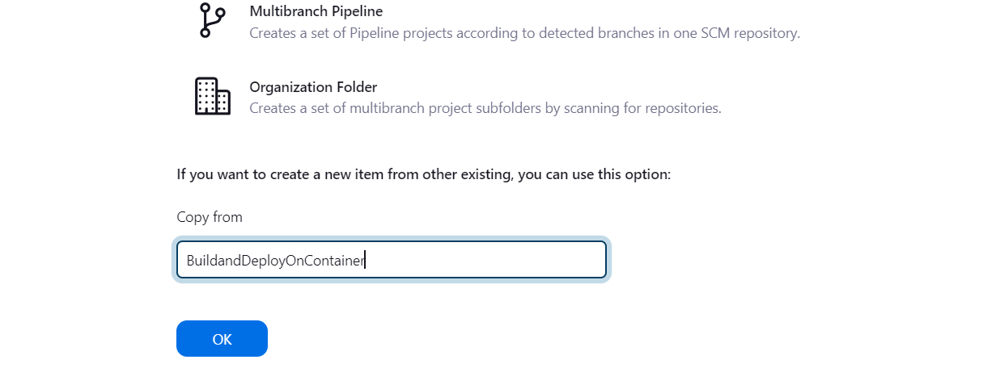 Multibranch Pipeline
Creates a set of Pipeline projects according to detected branches in one SCM repository.
Organization Folder
Creates a set of multibranch project subfolders by scanning for repositories.
If you want to create a new item from other existing, you can use this option:
Copy from
BuildandDeployOnContainer
OK